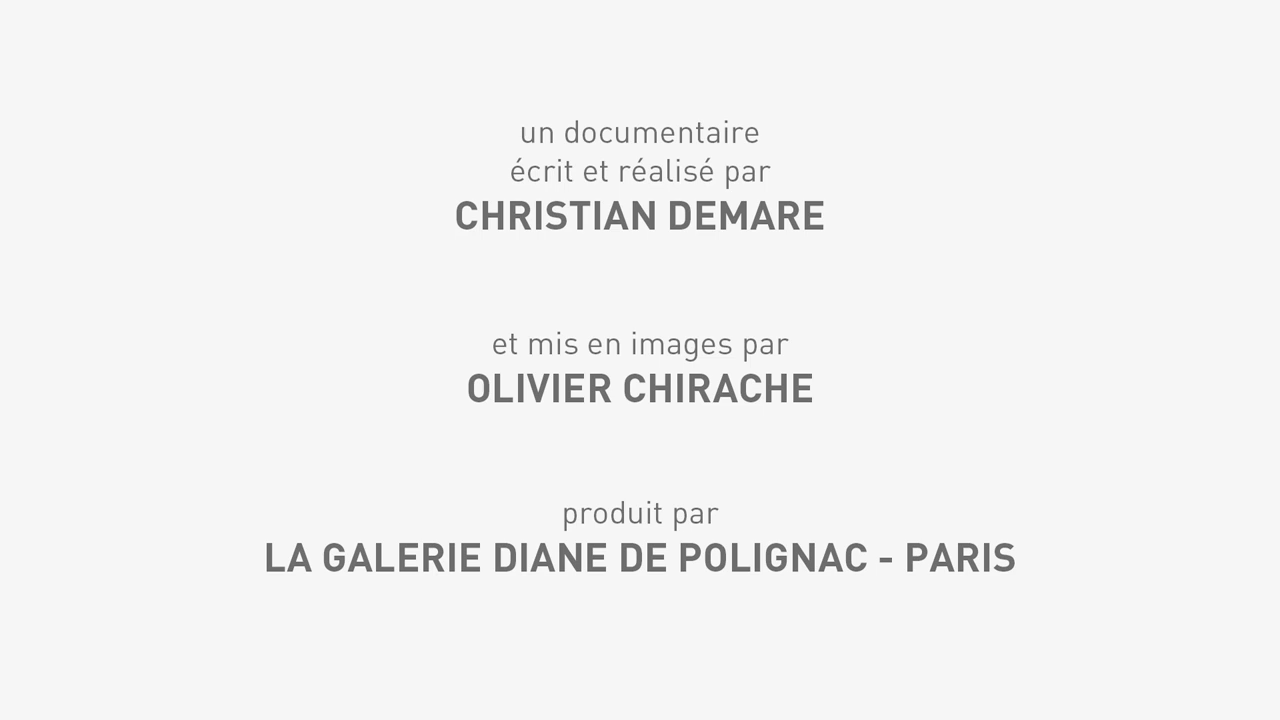 un documentaire
écrit et réalisé par
CHRISTIAN DEMARE
et mis en images par
OLIVIER CHIRACHE
produit par
LA GALERIE DIANE DE POLIGNAC - PARIS